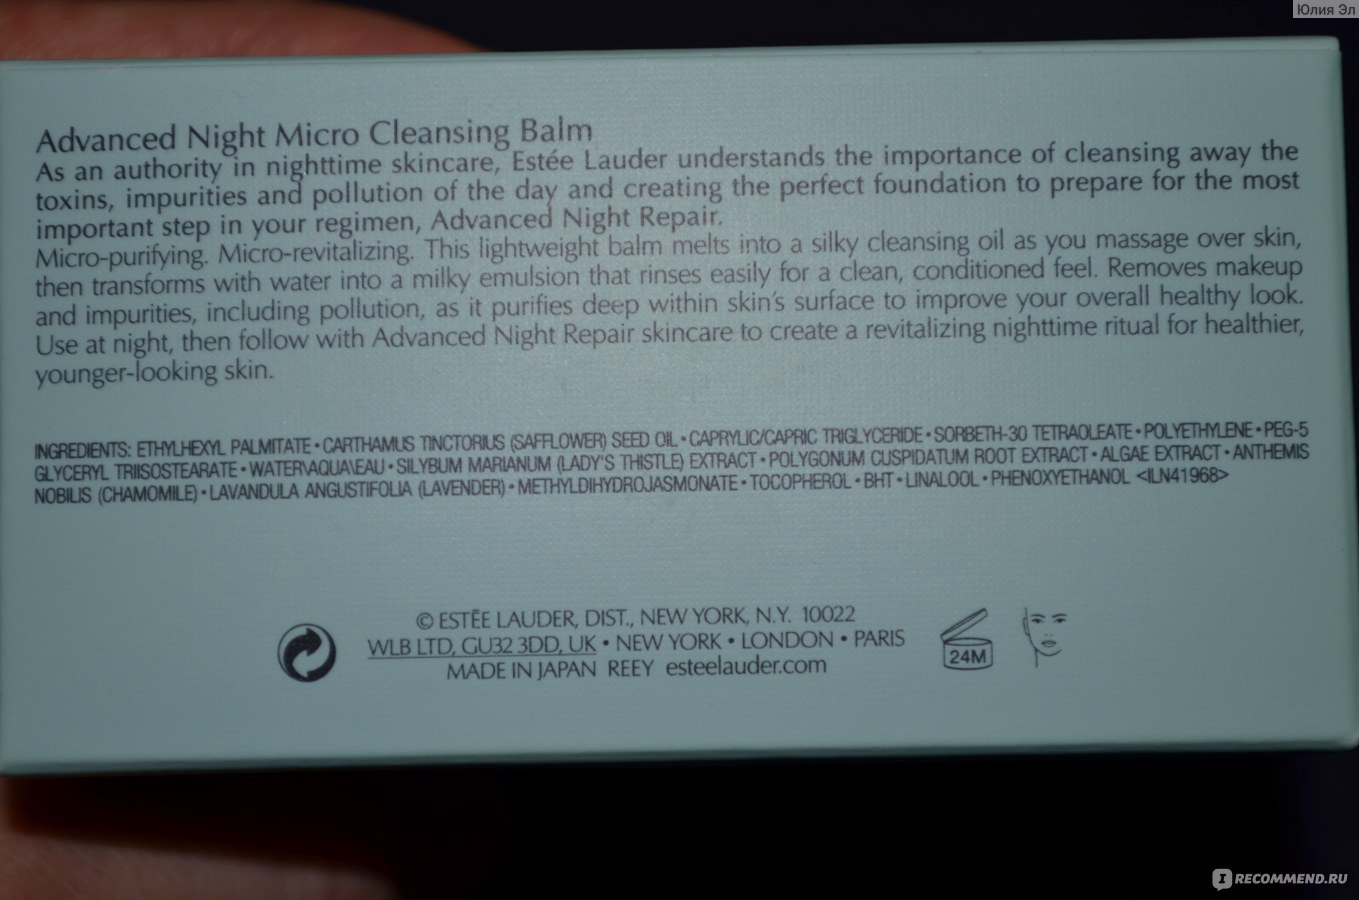 Юлия Эл
Advanced Night Micro Cleansing Balm
As an authority in nighttime skincare, Estée Lauder understands the importance of cleansing away the
toxins, impurities and pollution of the day and creating the perfect foundation to prepare for the most
important step in your regimen, Advanced Night Repair.
Micro-purifying. Micro-revitalizing. This lightweight balm melts into a silky cleansing oil as you massage over skin,
then transforms with water into a milky emulsion that rinses easily for a clean, conditioned feel. Removes makeup
and impurities, including pollution, as it purifies deep within skin's surface to improve your overall healthy look.
Use at night, then follow with Advanced Night Repair skincare to create a revitalizing nighttime ritual for healthier,
younger-looking skin.
INGREDIENTS: ETHYLHEXYL PALMITATE • CARTHAMUS TINCTORIUS (SAFFLOWER) SEED OIL • CAPRYLIC/CAPRIC TRIGLYCERIDE • SORBETH-30 TETRAOLEATE • POLYETHYLENE • PEG-5
GLYCERYL TRIISOSTEARATE • WATER\AQUA\EAU • SILYBUM MARIANUM (LADY'S THISTLE) EXTRACT • POLYGONUM CUSPIDATUM ROOT EXTRACT • ALGAE EXTRACT • ANTHEMIS
NOBILIS (CHAMOMILE) • LAVANDULA ANGUSTIFOLIA (LAVENDER) • METHYLDIHYDROJASMONATE • TOCOPHEROL • BHT • LINALOOL • PHENOXYETHANOL <ILN41968>
© ESTĒE LAUDER, DIST., NEW YORK, N.Y. 10022
WLB LTD, GU32 3DD, UK • NEW YORK • LONDON • PARIS
MADE IN JAPAN REEY esteelauder.com
24M
I RECOMMEND.RU